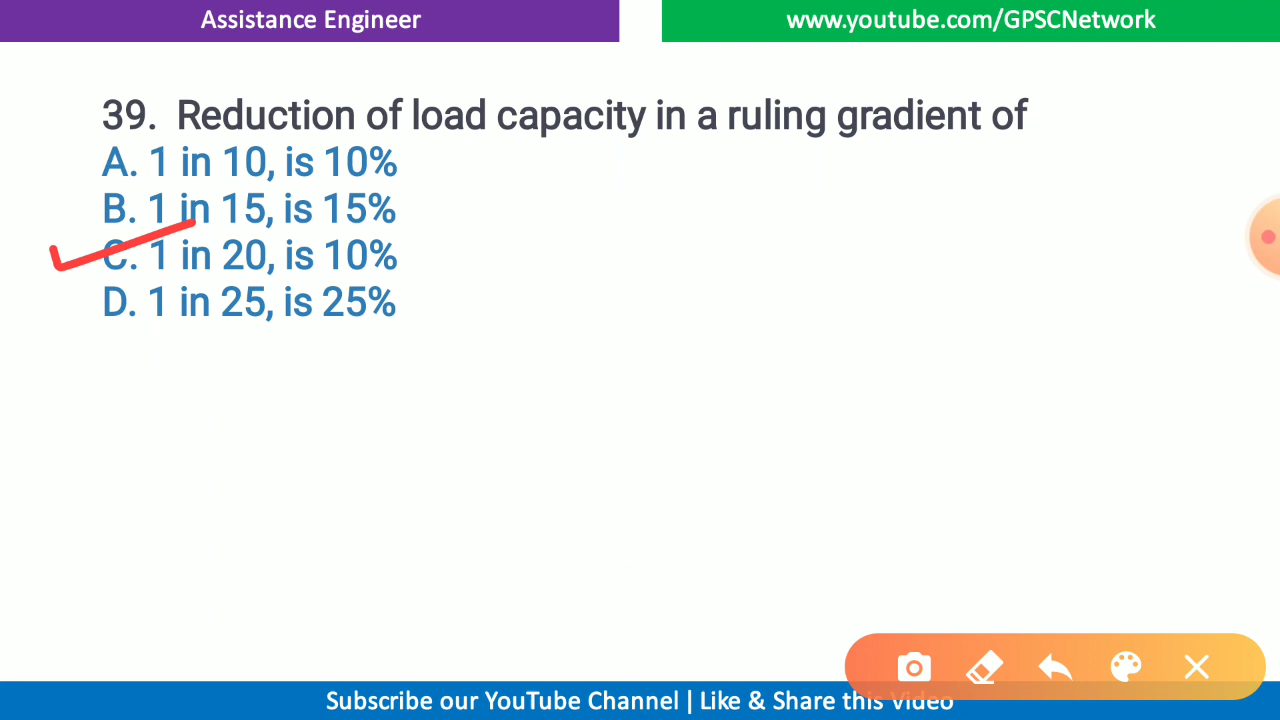 Assistance Engineer
www.youtube.com/GPSCNetwork
39. Reduction of load capacity in a ruling gradient of
A. 1 in 10, is 10%
B. 1 in 15, is 15%
C. 1 in 20, is 10%
D. 1 in 25, is 25%
Subscribe our YouTube Channel | Like & Share this Video